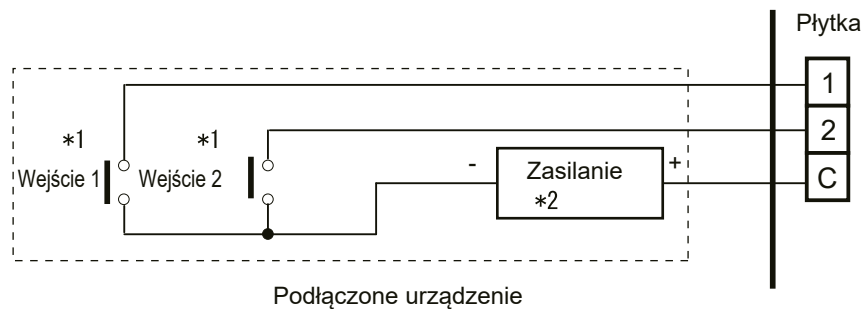 Płytka
1
2
C
*1
*1
Wejście 1
Wejście 2
-
Zasilanie
+
*2
Podłączone urządzenie